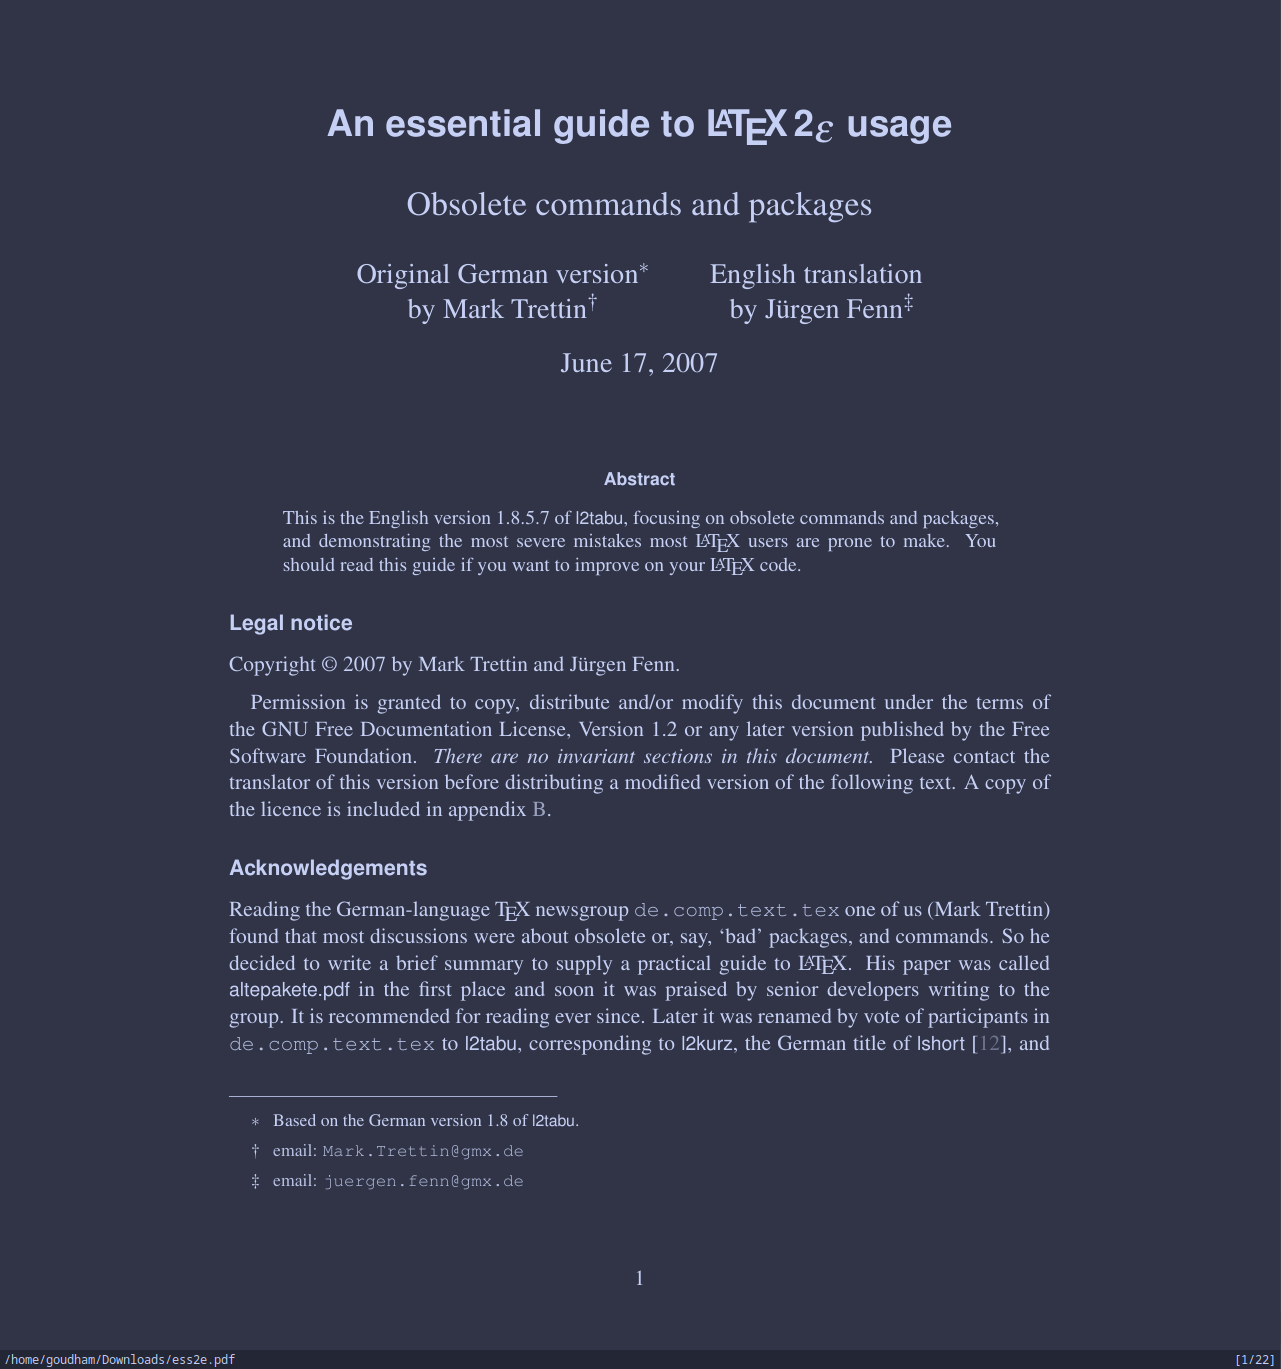 An essential guide to LATEX 2ε usage
Obsolete commands and packages
Original German version* English translation
by Mark Trettin† by Jürgen Fenn‡
June 17, 2007
Abstract
This is the English version 1.8.5.7 of l2tabu, focusing on obsolete commands and packages,
and demonstrating the most severe mistakes most LATEX users are prone to make. You
should read this guide if you want to improve on your LATEX code.
Legal notice
Copyright © 2007 by Mark Trettin and Jürgen Fenn.
Permission is granted to copy, distribute and/or modify this document under the terms of
the GNU Free Documentation License, Version 1.2 or any later version published by the Free
Software Foundation. There are no invariant sections in this document. Please contact the
translator of this version before distributing a modified version of the following text. A copy of
the licence is included in appendix B.
Acknowledgements
Reading the German-language TEX newsgroup de.comp.text.tex one of us (Mark Trettin)
found that most discussions were about obsolete or, say, ‘bad’ packages, and commands. So he
decided to write a brief summary to supply a practical guide to LATEX. His paper was called
altepakete.pdf in the first place and soon it was praised by senior developers writing to the
group. It is recommended for reading ever since. Later it was renamed by vote of participants in
de.comp.text.tex to l2tabu, corresponding to l2kurz, the German title of lshort [12], and
* Based on the German version 1.8 of l2tabu.
† email: Mark.Trettin@gmx.de
‡ email: juergen.fenn@gmx.de
1
/home/goudham/Downloads/ess2e.pdf [1/22]